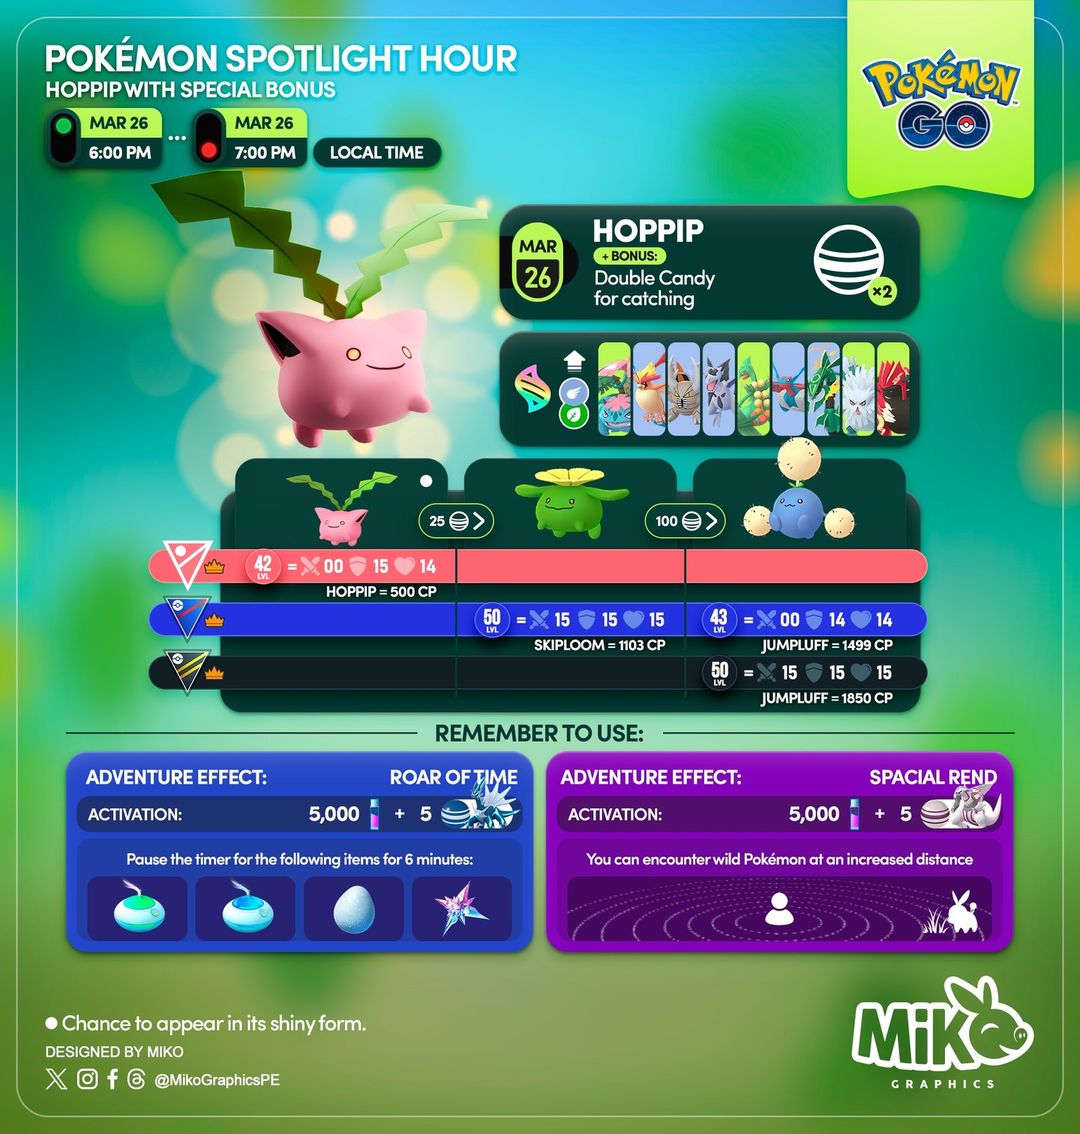 POKÉMON SPOTLIGHT HOUR
HOPPIP WITH SPECIAL BONUS
MAR 26
6:00 PM
...
MAR 26
7:00 PM
LOCAL TIME
POKÉMON
GO
MAR
26
HOPPIP
+ BONUS:
Double Candy
for catching
×2
25 >
100 >
42 LVL = 00 15 14
HOPPIP = 500 CP
50 LVL = 15 15 15
SKIPLOOM = 1103 CP
43 LVL = 00 14 14
JUMPLUFF = 1499 CP
50 LVL = 15 15 15
JUMPLUFF = 1850 CP
REMEMBER TO USE:
ADVENTURE EFFECT: ROAR OF TIME
ACTIVATION: 5,000 + 5
Pause the timer for the following items for 6 minutes:
ADVENTURE EFFECT: SPACIAL REND
ACTIVATION: 5,000 + 5
You can encounter wild Pokémon at an increased distance
Chance to appear in its shiny form.
DESIGNED BY MIKO
@MikoGraphicsPE
MiKO
GRAPHICS